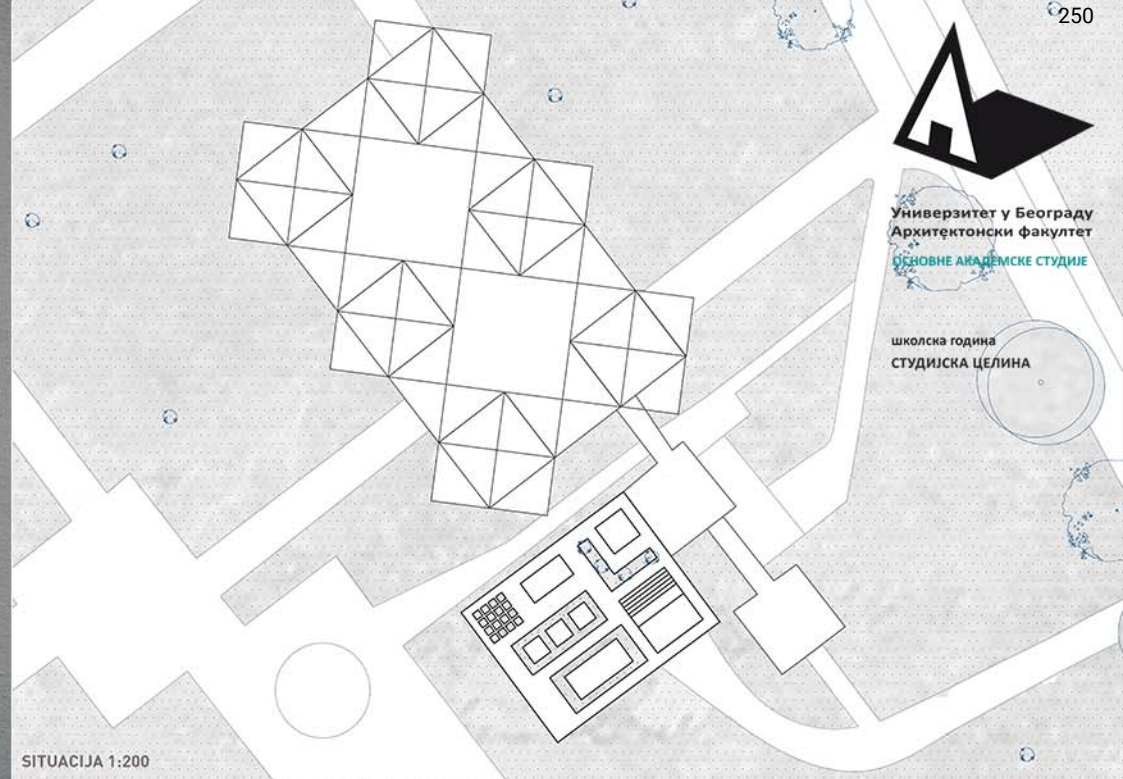 250
Универзитет у Београду
Архитектонски факултет
ОСНОВНЕ АКАДЕМСКЕ СТУДИЈЕ
школска година
СТУДИЈСКА ЦЕЛИНА
SITUACIJA 1:200